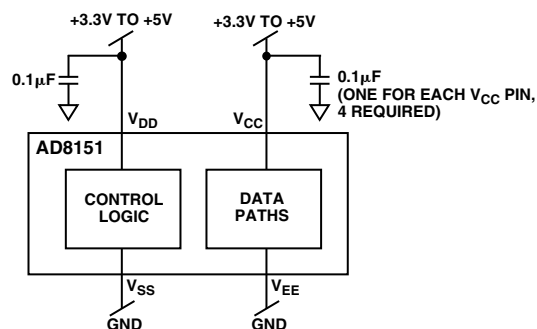 +3.3V TO +5V
+3.3V TO +5V
0.1μF
0.1μF
(ONE FOR EACH VCC PIN,
4 REQUIRED)
VDD
VCC
AD8151
CONTROL
LOGIC
DATA
PATHS
VSS
VEE
GND
GND